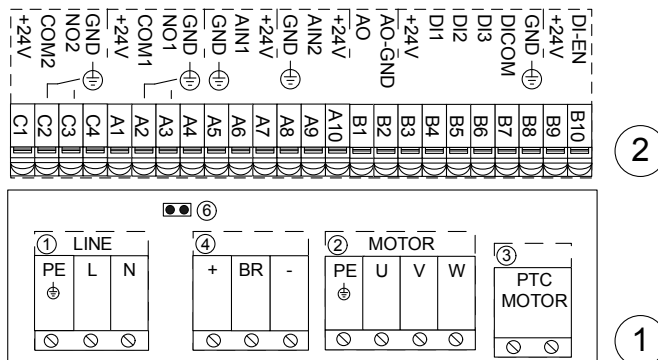 +24V COM2 NO2 GND +24V COM1 NO1 GND GND AIN1 +24V GND AIN2 +24V AO AO-GND +24V DI1 DI2 DI3 DICOM GND +24V DI-EN
C1 C2 C3 C4 A1 A2 A3 A4 A5 A6 A7 A8 A9 A10 B1 B2 B3 B4 B5 B6 B7 B8 B9 B10
2
6
1 LINE
PE L N
4
+ BR -
2 MOTOR
PE U V W
3
PTC
MOTOR
1